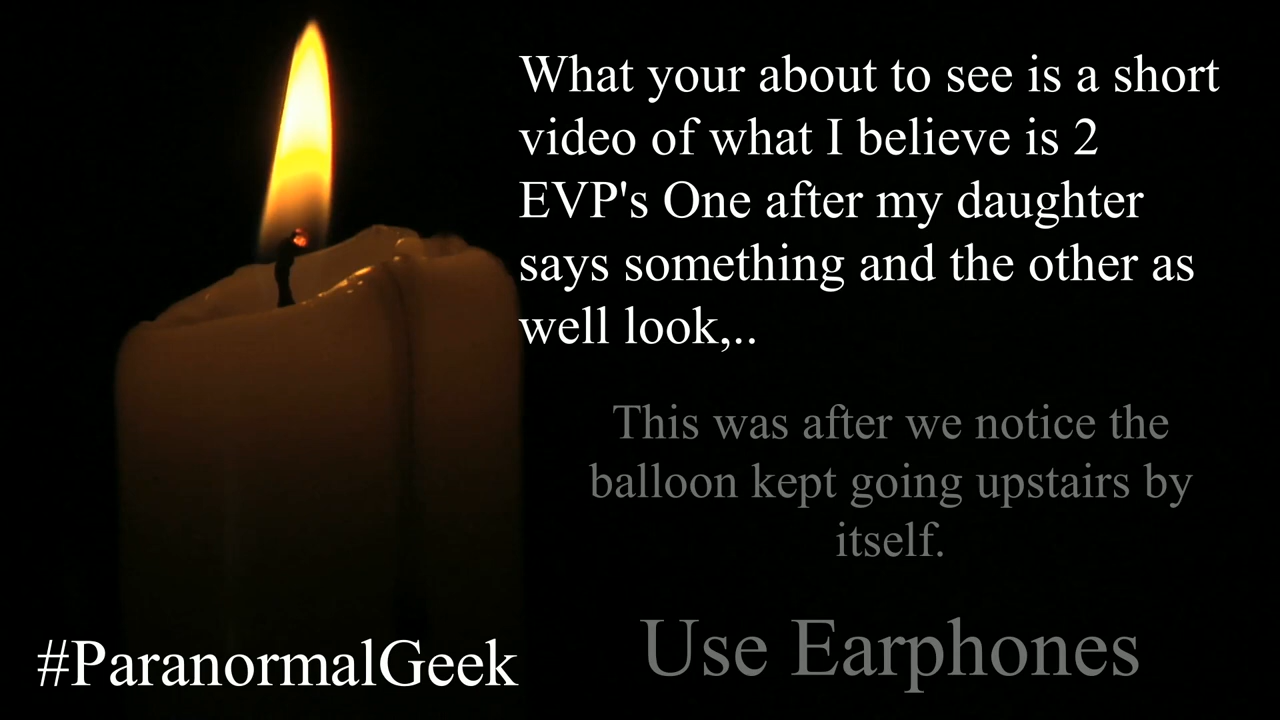 What your about to see is a short
video of what I believe is 2
EVP's One after my daughter
says something and the other as
well look,..
This was after we notice the
balloon kept going upstairs by
itself.
Use Earphones
#ParanormalGeek